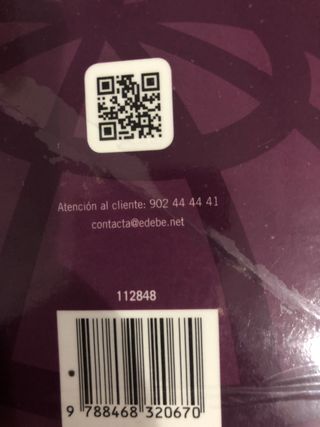 Atención al cliente: 902 44 44 41
contacta@edebe.net
112848
9 788468 320670